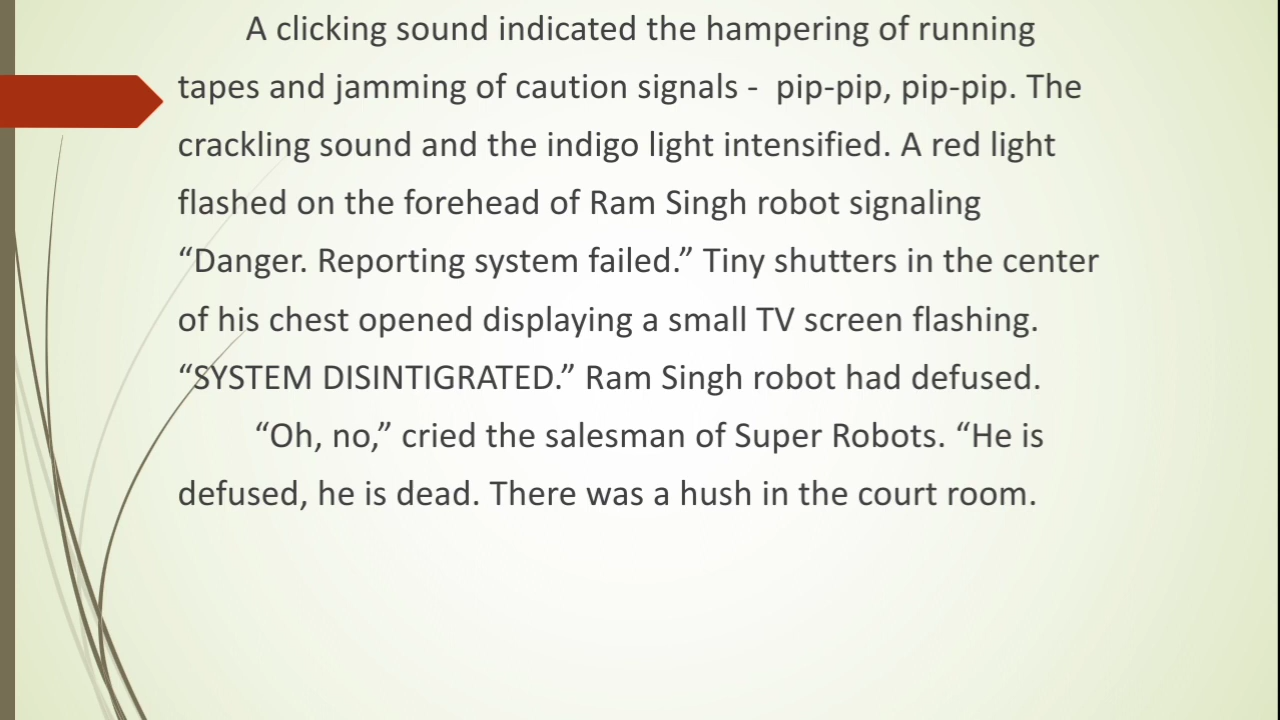 A clicking sound indicated the hampering of running
tapes and jamming of caution signals - pip-pip, pip-pip. The
crackling sound and the indigo light intensified. A red light
flashed on the forehead of Ram Singh robot signaling
“Danger. Reporting system failed.” Tiny shutters in the center
of his chest opened displaying a small TV screen flashing.
“SYSTEM DISINTIGRATED.” Ram Singh robot had defused.
“Oh, no,” cried the salesman of Super Robots. “He is
defused, he is dead. There was a hush in the court room.